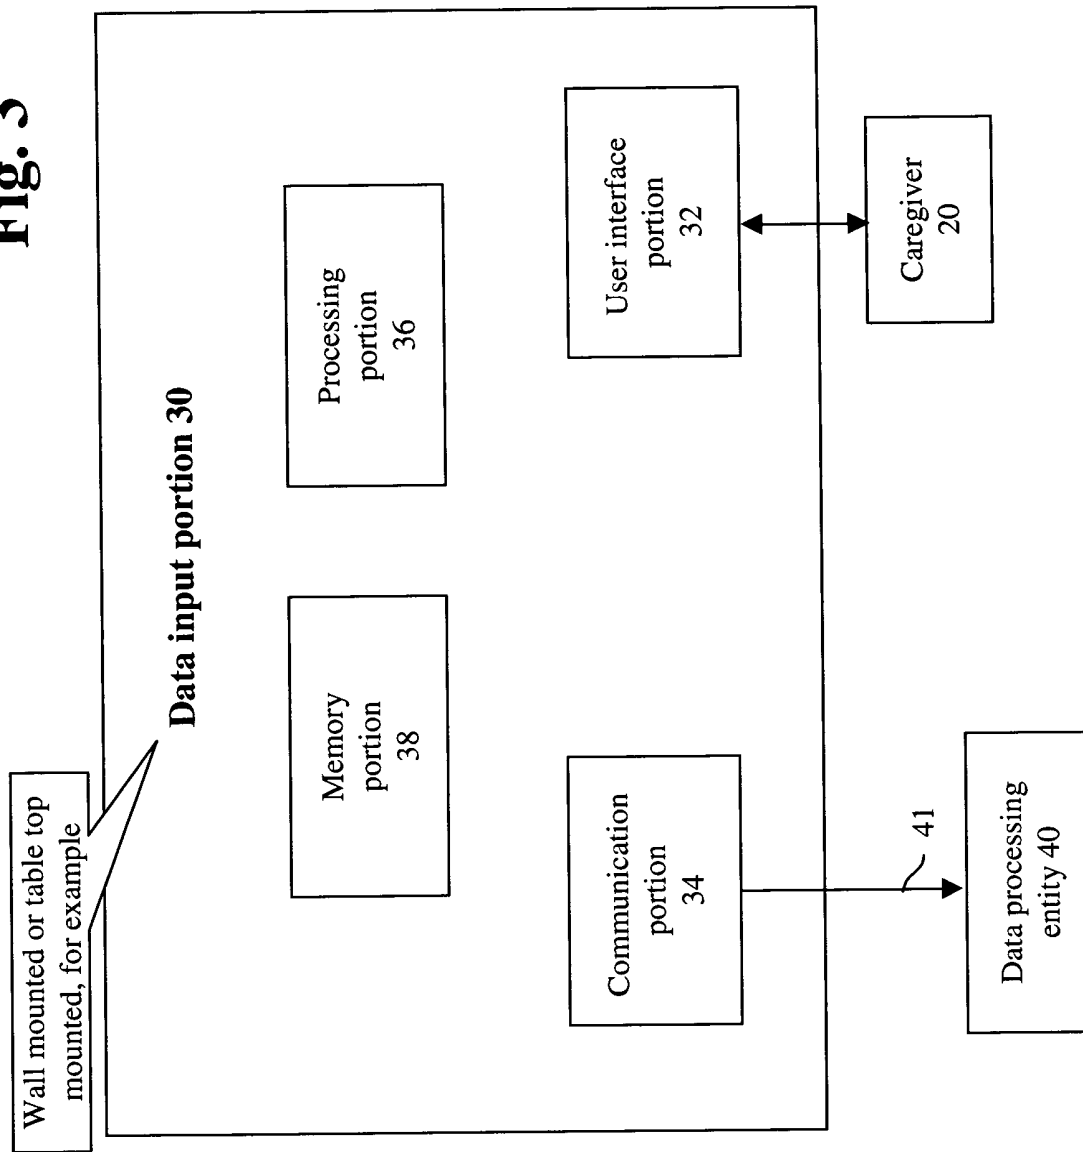 Fig.
Wall mounted or table top
mounted, for example
Data input portion 30
Memory
portion
38
Processing
portion
36
Communication
portion
34
User interface
portion
32
41
Caregiver
20
Data processing
entity 40